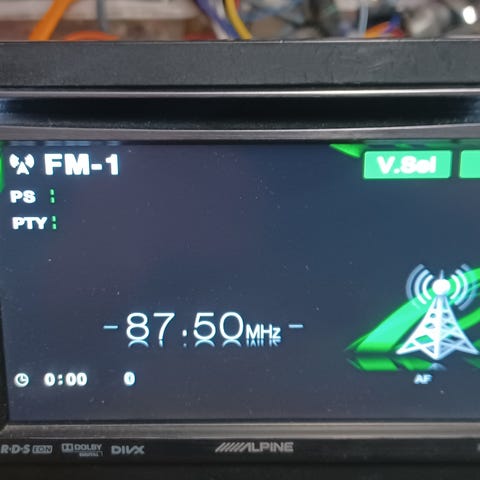 FM-1
V.Sel
PS :
PTY:
-87.50MHz-
0:00 0
AF
R·D·S EON DOLBY DIGITAL DIVX ALPINE